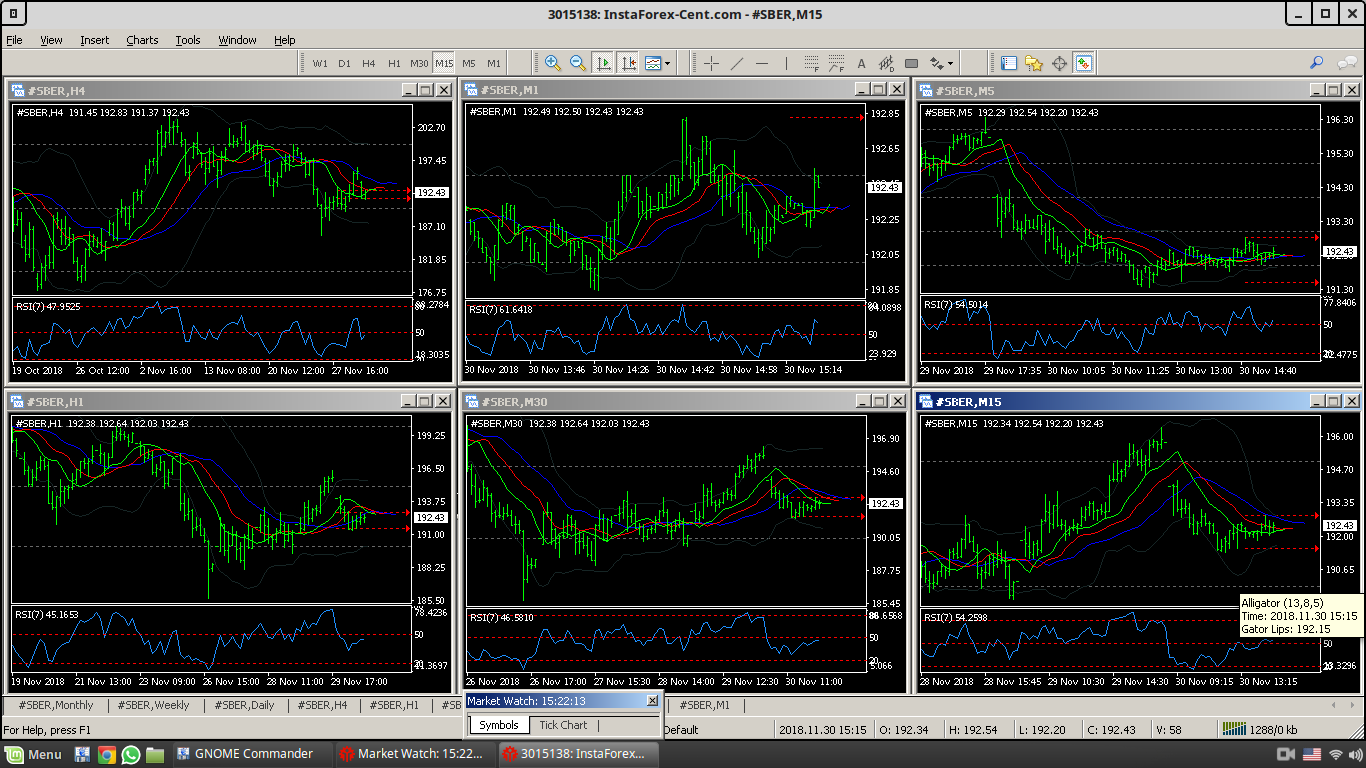 3015138: InstaForex-Cent.com - #SBER,M15
File View Insert Charts Tools Window Help
W1 D1 H4 H1 M30 M15 M5 M1
A
#SBER,H4
#SBER,H4 191.45 192.83 191.37 192.43
202.70
197.45
192.43
187.10
181.85
176.75
RSI(7) 47.9525
50
19 Oct 2018 26 Oct 12:00 2 Nov 16:00 13 Nov 08:00 20 Nov 12:00 27 Nov 16:00
#SBER,M1
#SBER,M1 192.49 192.50 192.43 192.43
192.85
192.65
192.43
192.25
192.05
191.85
RSI(7) 61.6418
50
23.929
30 Nov 2018 30 Nov 13:46 30 Nov 14:26 30 Nov 14:42 30 Nov 14:58 30 Nov 15:14
#SBER,M5
#SBER,M5 192.29 192.54 192.20 192.43
196.30
195.30
194.30
193.30
192.43
191.30
RSI(7) 54.5014
77.8406
50
29 Nov 2018 29 Nov 17:35 30 Nov 10:05 30 Nov 11:25 30 Nov 13:00 30 Nov 14:40
#SBER,H1
#SBER,H1 192.38 192.64 192.03 192.43
199.25
196.50
193.75
192.43
191.00
188.25
185.50
RSI(7) 45.1653
78.4236
50
19 Nov 2018 21 Nov 13:00 23 Nov 09:00 26 Nov 15:00 28 Nov 11:00 29 Nov 17:00
#SBER,M30
#SBER,M30 192.38 192.64 192.03 192.43
196.90
194.60
192.43
190.05
187.75
185.45
RSI(7) 46.5810
50
20
5.066
26 Nov 2018 26 Nov 17:30 27 Nov 15:30 28 Nov 14:00 29 Nov 12:30 30 Nov 11:00
#SBER,M15
#SBER,M15 192.34 192.54 192.20 192.43
196.00
194.70
193.35
192.43
192.00
190.65
RSI(7) 54.2598
50
28 Nov 2018 28 Nov 15:45 29 Nov 10:30 29 Nov 14:45 30 Nov 09:15 30 Nov 13:15
Alligator (13,8,5)
Time: 2018.11.30 15:15
Gator Lips: 192.15
#SBER,Monthly #SBER,Weekly #SBER,Daily #SBER,H4 #SBER,H1 #SB #SBER,M1
Market Watch: 15:22:13
Symbols Tick Chart
For Help, press F1 Default 2018.11.30 15:15 O: 192.34 H: 192.54 L: 192.20 C: 192.43 V: 58 1288/0 kb
Menu GNOME Commander Market Watch: 15:22... 3015138: InstaForex-...